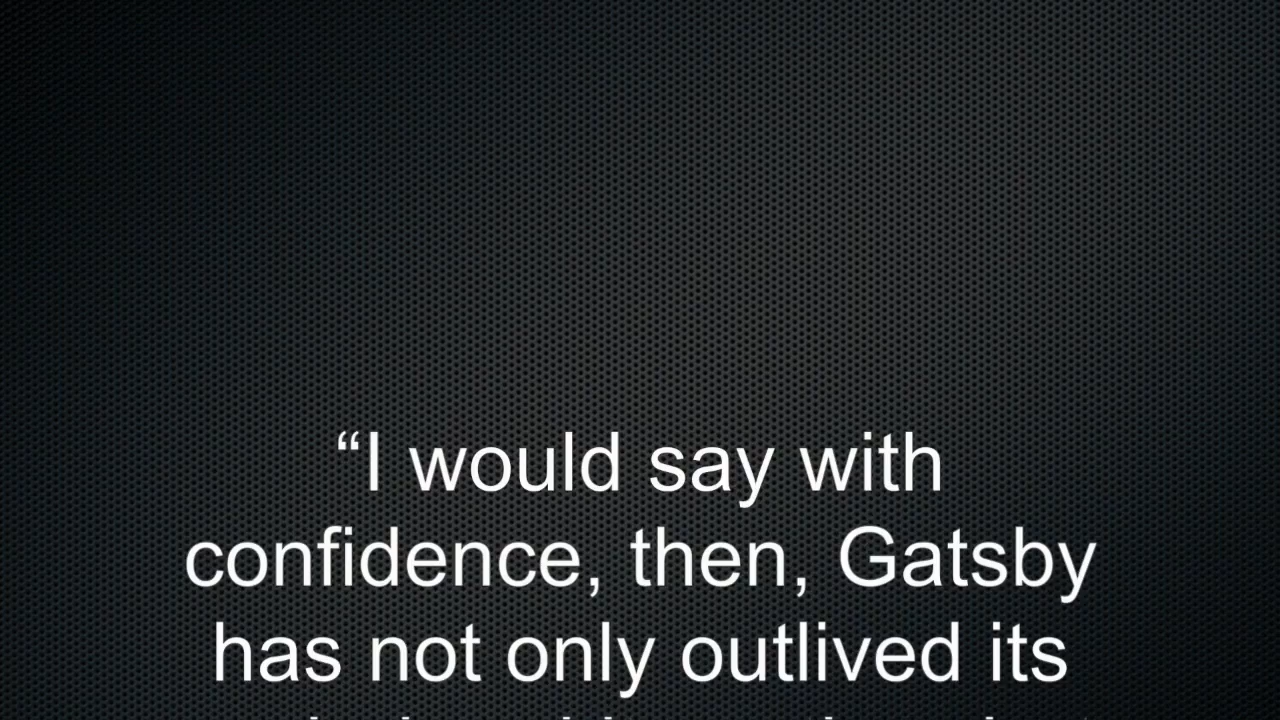 “I would say with
confidence, then, Gatsby
has not only outlived its